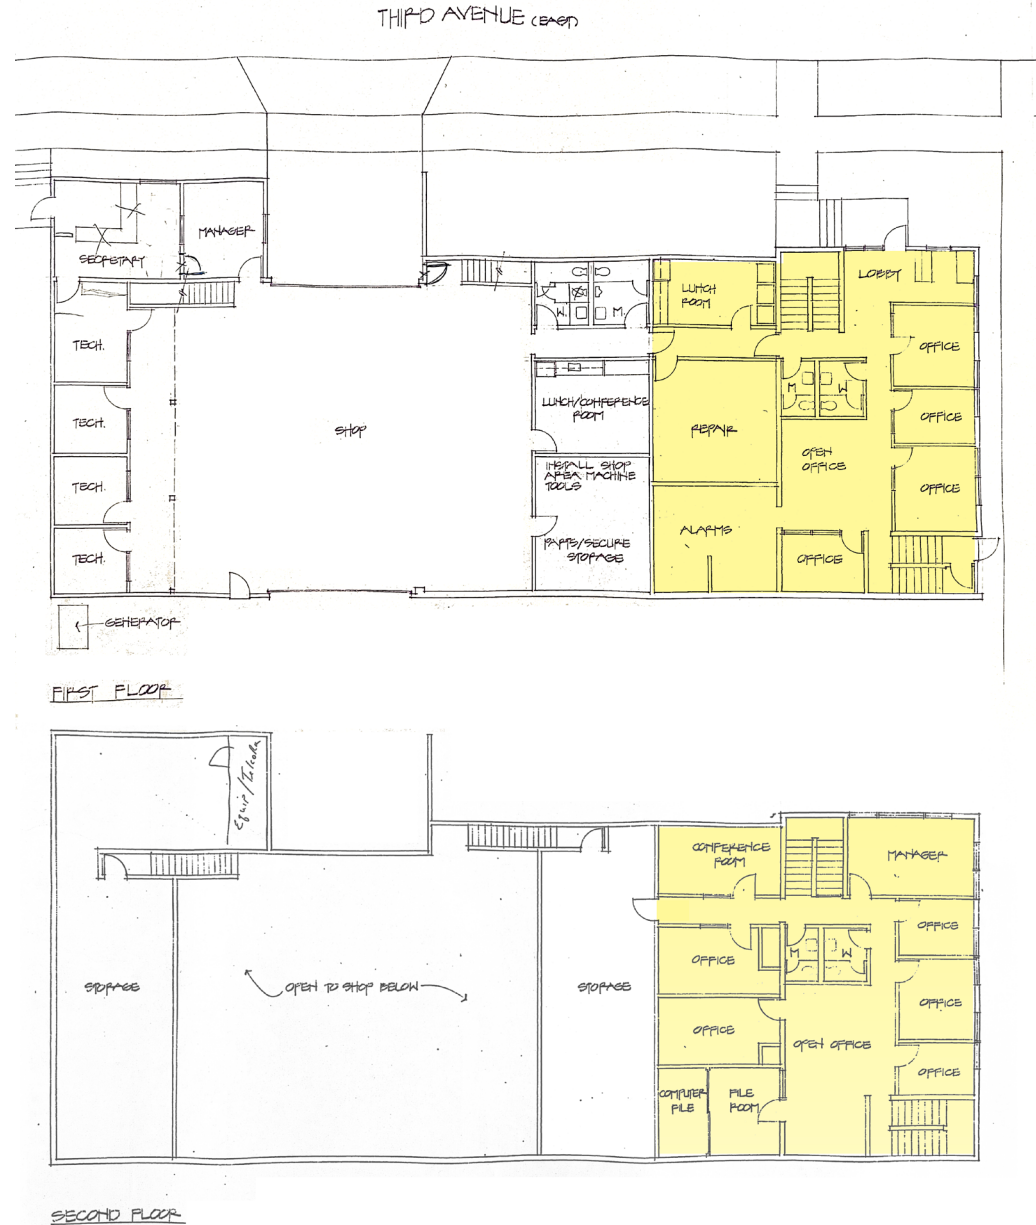 THIRD AVENUE (EAST)
SECRETARY
MANAGER
LOBBY
LUNCH
ROOM
W.
M.
TECH.
OFFICE
M
W
LUNCH/CONFERENCE
ROOM
TECH.
SHOP
REPAIR
OFFICE
OPEN
OFFICE
INSTALL SHOP
AREA MACHINE
TOOLS
TECH.
OFFICE
ALARMS
PARTS/SECURE
STORAGE
TECH.
OFFICE
GENERATOR
FIRST FLOOR
Equip/
CONFERENCE
ROOM
MANAGER
OFFICE
M
W
OFFICE
STORAGE
OPEN TO SHOP BELOW
STORAGE
OFFICE
OFFICE
OPEN OFFICE
OFFICE
COMPUTER
FILE
FILE
ROOM
SECOND FLOOR